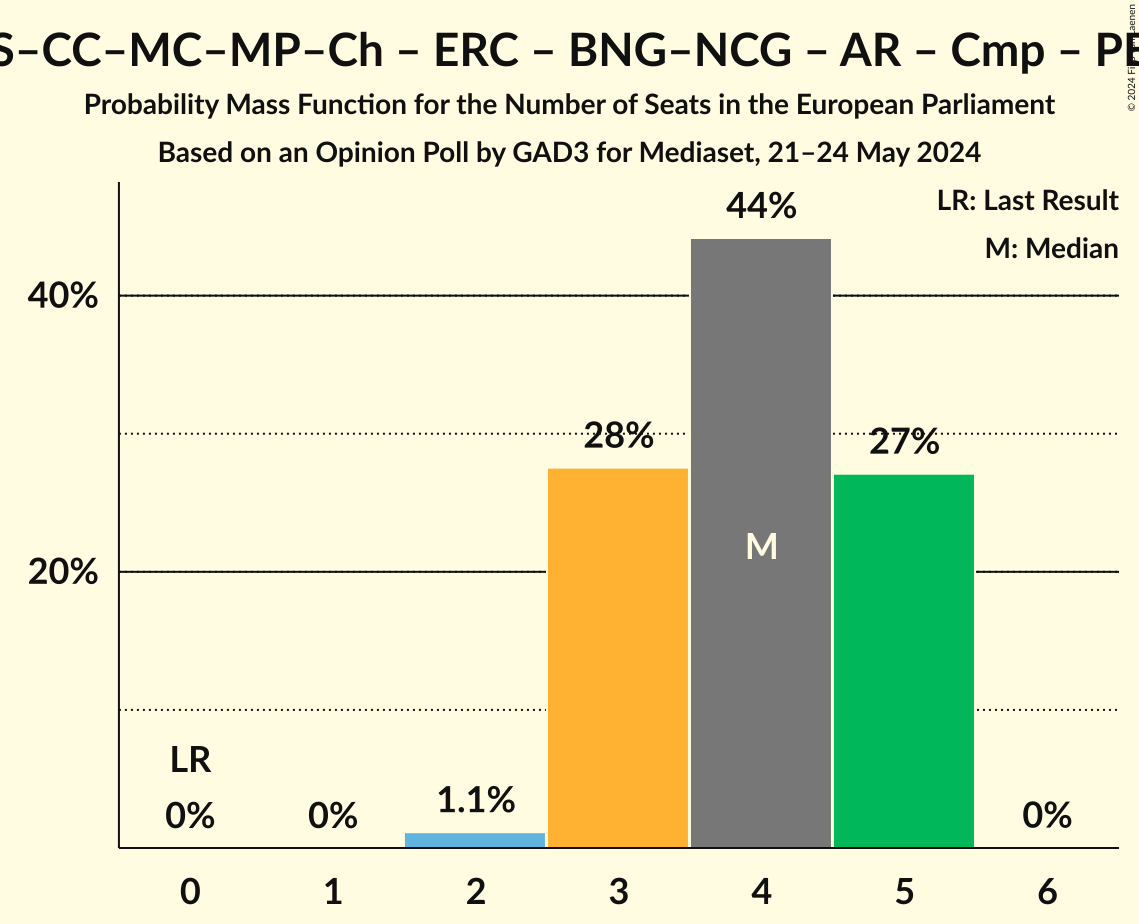 S–CC–MC–MP–Ch – ERC – BNG–NCG – AR – Cmp – PE
Probability Mass Function for the Number of Seats in the European Parliament
Based on an Opinion Poll by GAD3 for Mediaset, 21–24 May 2024
LR: Last Result
M: Median
44%
40%
28%
27%
M
20%
LR
0%
0%
1.1%
0%
0 1 2 3 4 5 6
© 2024